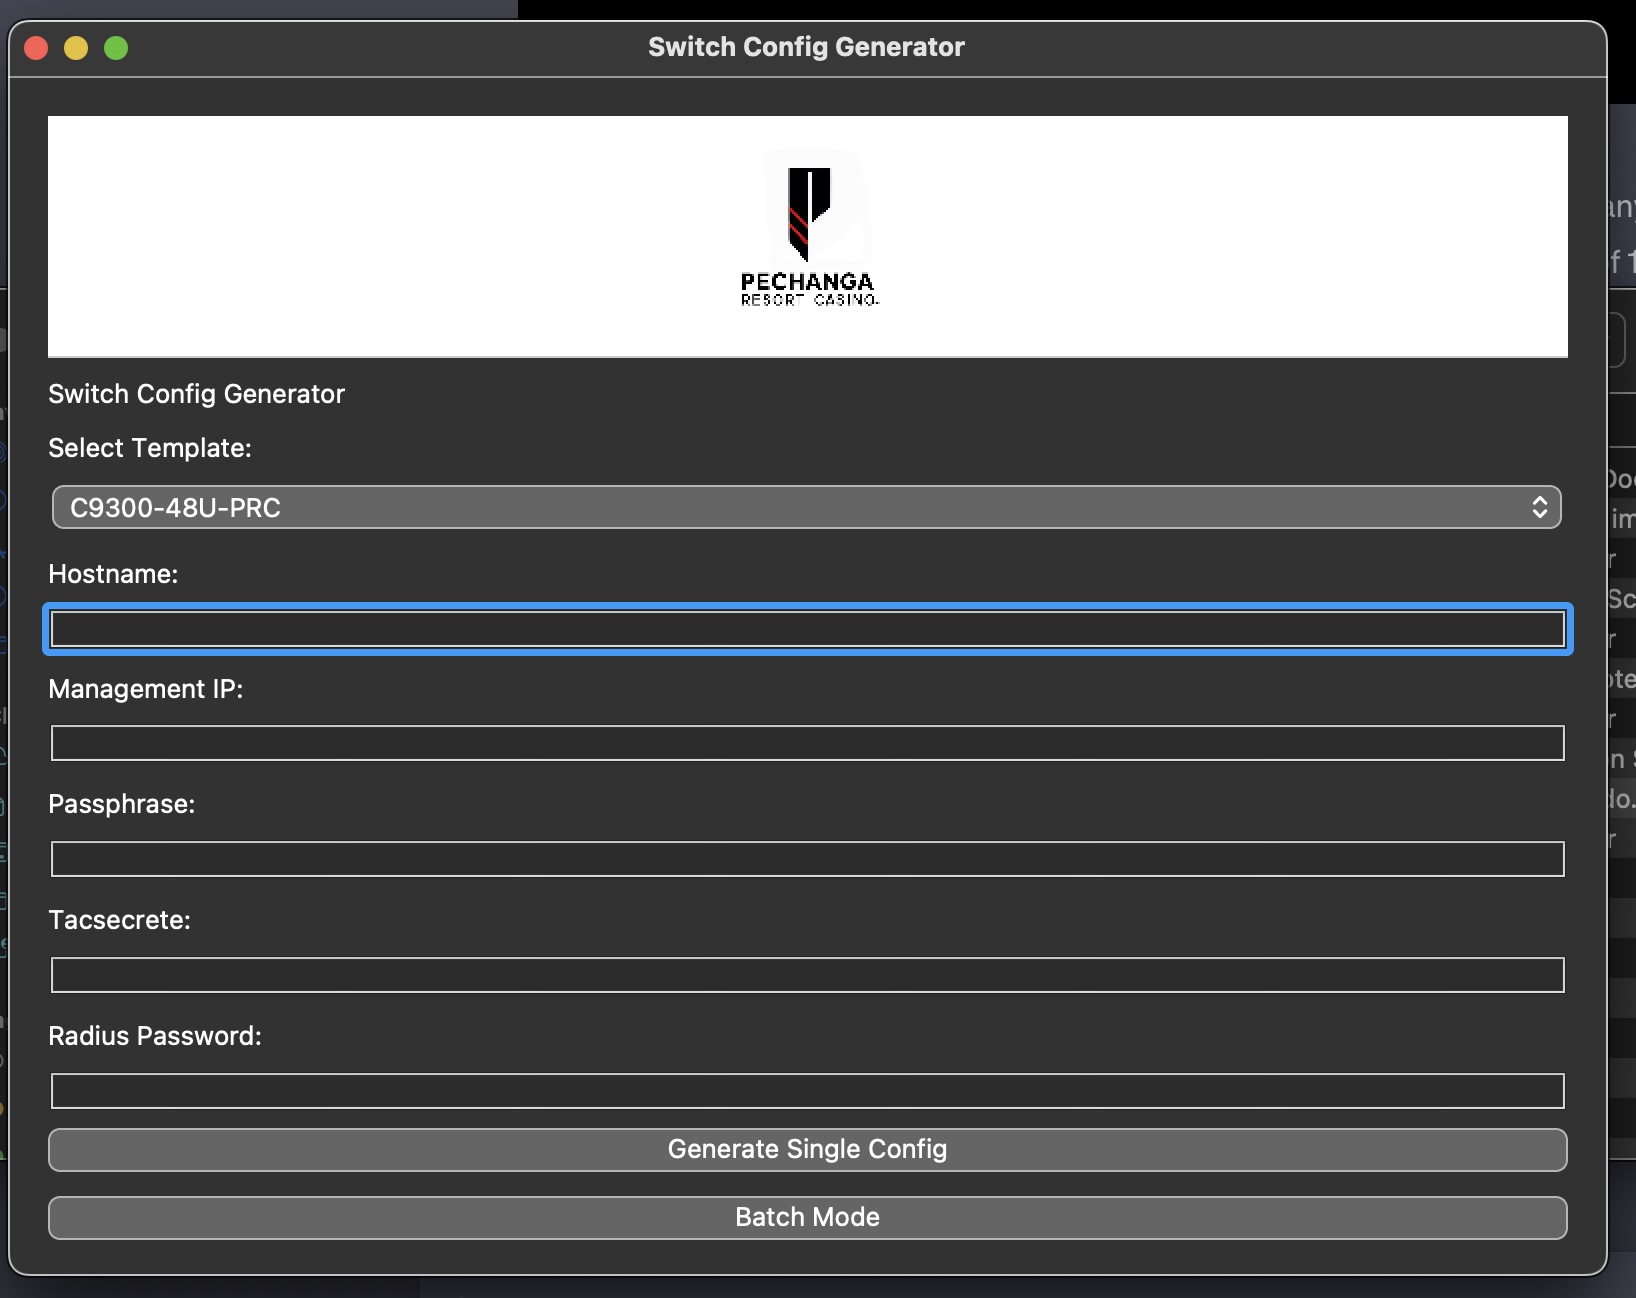 Switch Config Generator
PECHANGA
RESORT CASINO.
Switch Config Generator
Select Template:
C9300-48U-PRC
Hostname:
Management IP:
Passphrase:
Tacsecrete:
Radius Password:
Generate Single Config
Batch Mode